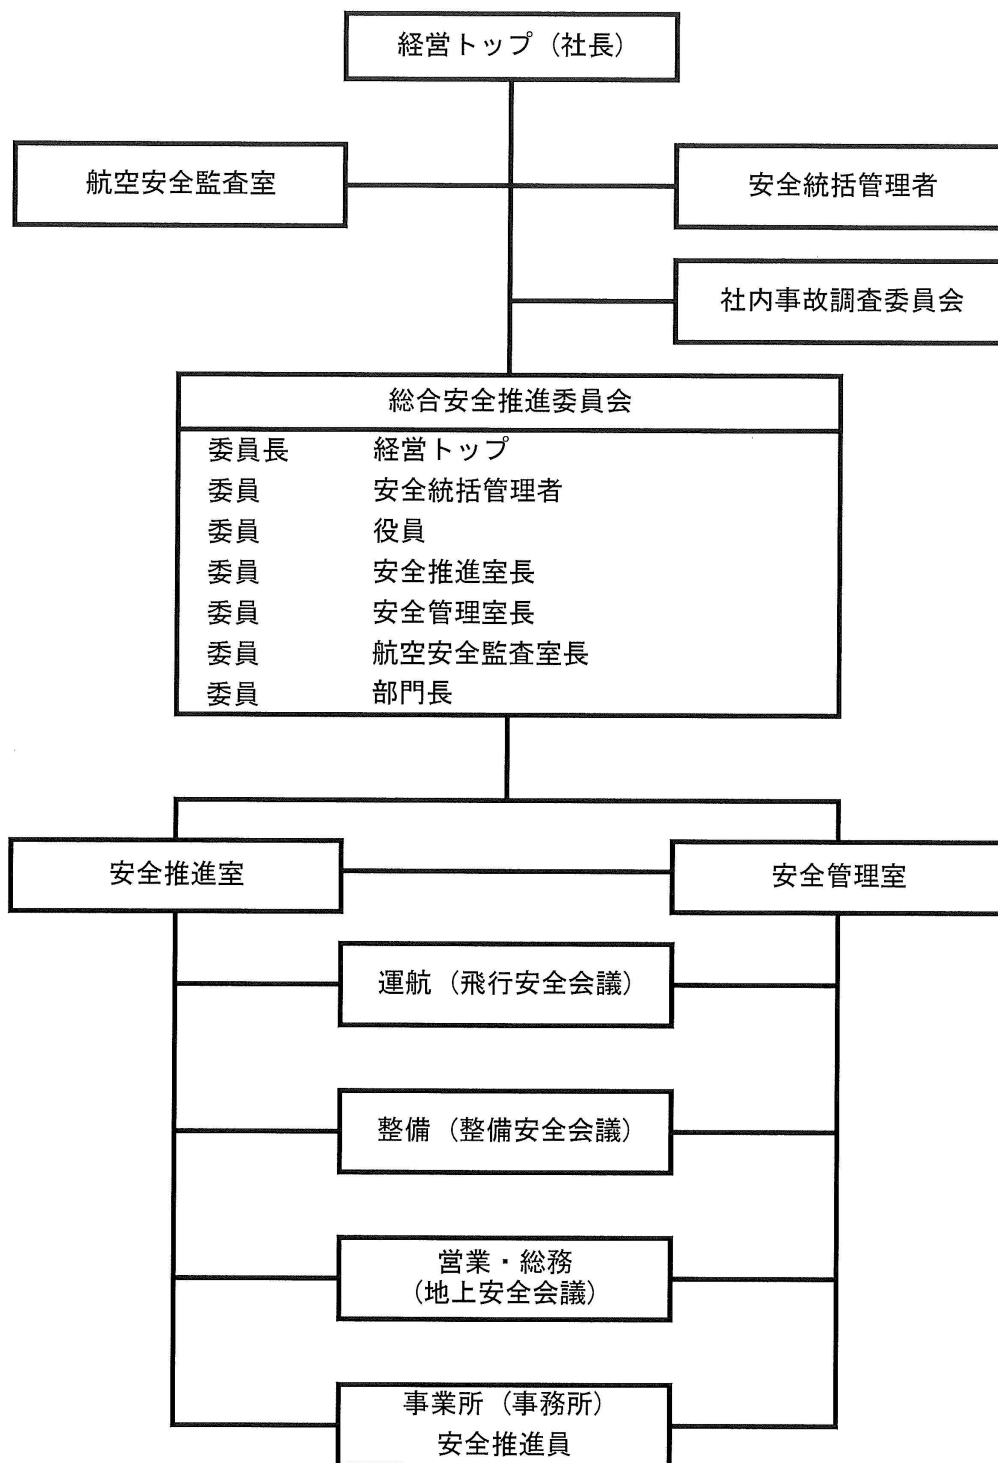 経営トップ（社長）
航空安全監査室
安全統括管理者
社内事故調査委員会
総合安全推進委員会
委員長 経営トップ
委員 安全統括管理者
委員 役員
委員 安全推進室長
委員 安全管理室長
委員 航空安全監査室長
委員 部門長
安全推進室
安全管理室
運航（飛行安全会議）
整備（整備安全会議）
営業・総務
（地上安全会議）
事業所（事務所）
安全推進員